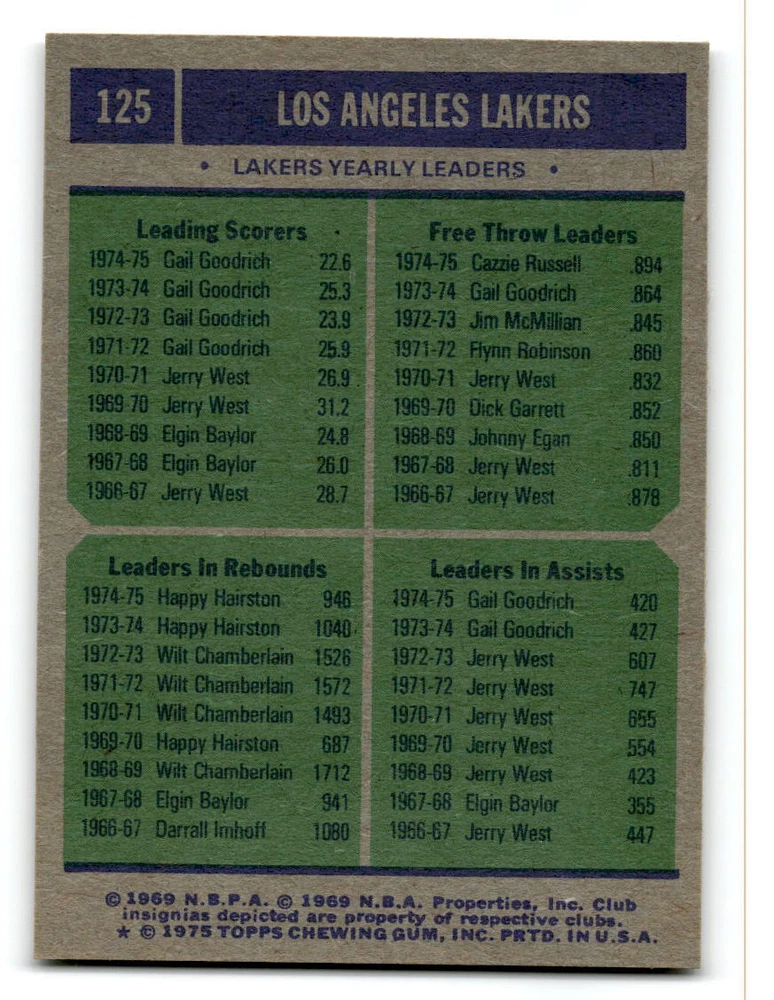 125 LOS ANGELES LAKERS
• LAKERS YEARLY LEADERS •
Leading Scorers
1974-75 Gail Goodrich 22.6
1973-74 Gail Goodrich 25.3
1972-73 Gail Goodrich 23.9
1971-72 Gail Goodrich 25.9
1970-71 Jerry West 26.9
1969-70 Jerry West 31.2
1968-69 Elgin Baylor 24.8
1967-68 Elgin Baylor 26.0
1966-67 Jerry West 28.7
Free Throw Leaders
1974-75 Cazzie Russell .894
1973-74 Gail Goodrich .864
1972-73 Jim McMillian .845
1971-72 Flynn Robinson .860
1970-71 Jerry West .832
1969-70 Dick Garrett .852
1968-69 Johnny Egan .850
1967-68 Jerry West .811
1966-67 Jerry West .878
Leaders In Rebounds
1974-75 Happy Hairston 946
1973-74 Happy Hairston 1040
1972-73 Wilt Chamberlain 1526
1971-72 Wilt Chamberlain 1572
1970-71 Wilt Chamberlain 1493
1969-70 Happy Hairston 687
1968-69 Wilt Chamberlain 1712
1967-68 Elgin Baylor 941
1966-67 Darrall Imhoff 1080
Leaders In Assists
1974-75 Gail Goodrich 420
1973-74 Gail Goodrich 427
1972-73 Jerry West 607
1971-72 Jerry West 747
1970-71 Jerry West 655
1969-70 Jerry West 554
1968-69 Jerry West 423
1967-68 Elgin Baylor 355
1966-67 Jerry West 447
© 1969 N.B.P.A. © 1969 N.B.A. Properties, Inc. Club
insignias depicted are property of respective clubs.
★ © 1975 TOPPS CHEWING GUM, INC. PRTD. IN U.S.A.